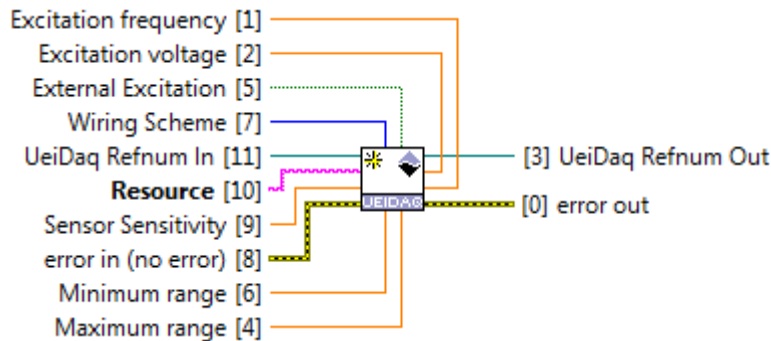 Excitation frequency [1]
Excitation voltage [2]
External Excitation [5]
Wiring Scheme [7]
UeiDaq Refnum In [11]
[3] UeiDaq Refnum Out
Resource [10]
UEIDAQ
[0] error out
Sensor Sensitivity [9]
error in (no error) [8]
Minimum range [6]
Maximum range [4]